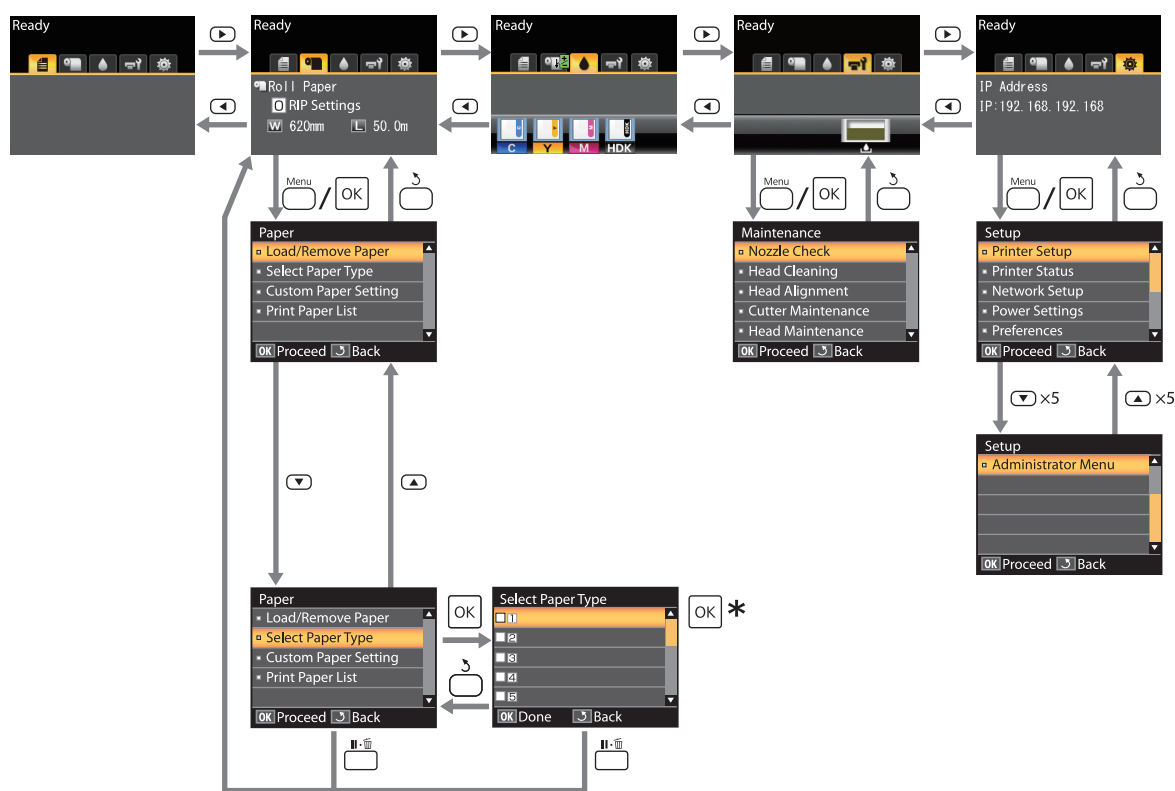 Ready
Ready
Ready
Ready
Ready
Roll Paper
O RIP Settings
W 620mm L 50.0m
C Y M HDK
HDK
IP Address
IP:192.168.192.168
Menu
/ OK
Menu
/ OK
Menu
/ OK
Paper
Load/Remove Paper
Select Paper Type
Custom Paper Setting
Print Paper List
OK Proceed Back
Maintenance
Nozzle Check
Head Cleaning
Head Alignment
Cutter Maintenance
Head Maintenance
OK Proceed Back
Setup
Printer Setup
Printer Status
Network Setup
Power Settings
Preferences
OK Proceed Back
×5
×5
Setup
Administrator Menu
OK Proceed Back
Paper
Load/Remove Paper
Select Paper Type
Custom Paper Setting
Print Paper List
OK Proceed Back
OK
Select Paper Type
1
2
3
4
5
OK Done Back
OK *